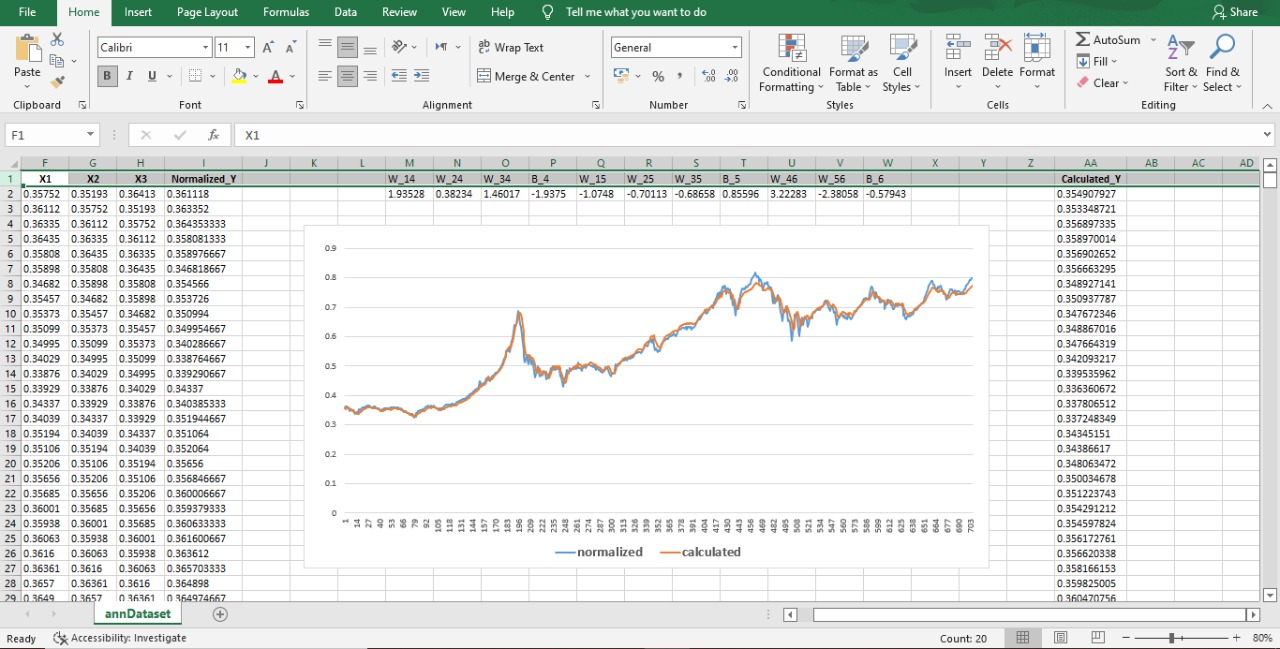 File Home Insert Page Layout Formulas Data Review View Help Tell me what you want to do Share
Calibri 11 A A Wrap Text General AutoSum
Paste B I U A Merge & Center % , Conditional Formatting Format as Table Cell Styles Insert Delete Format Fill Clear Sort & Filter Find & Select
Clipboard Font Alignment Number Styles Cells Editing
F1 fx X1
F G H I J K L M N O P Q R S T U V W X Y Z AA AB AC AD
1 X1 X2 X3 Normalized_Y W_14 W_24 W_34 B_4 W_15 W_25 W_35 B_5 W_46 W_56 B_6 Calculated_Y
2 0.35752 0.35193 0.36413 0.361118 1.93528 0.38234 1.46017 -1.9375 -1.0748 -0.70113 -0.68658 0.85596 3.22283 -2.38058 -0.57943 0.354907927
3 0.36112 0.35752 0.35193 0.363352 0.353348721
4 0.36335 0.36112 0.35752 0.364353333 0.356897335
5 0.36435 0.36335 0.36112 0.358081333 0.358970014
6 0.35808 0.36435 0.36335 0.358976667 0.356902652
7 0.35898 0.35808 0.36435 0.346818667 0.356663295
8 0.34682 0.35898 0.35808 0.354566 0.348927141
9 0.35457 0.34682 0.35898 0.353726 0.350937787
10 0.35373 0.35457 0.34682 0.350994 0.347672346
11 0.35099 0.35373 0.35457 0.349954667 0.348867016
12 0.34995 0.35099 0.35373 0.340286667 0.347664319
13 0.34029 0.34995 0.35099 0.338764667 0.342093217
14 0.33876 0.34029 0.34995 0.339290667 0.339535962
15 0.33929 0.33876 0.34029 0.34337 0.336360672
16 0.34337 0.33929 0.33876 0.340385333 0.337806512
17 0.34039 0.34337 0.33929 0.351944667 0.337248349
18 0.35194 0.34039 0.34337 0.351064 0.34345151
19 0.35106 0.35194 0.34039 0.352064 0.34386617
20 0.35206 0.35106 0.35194 0.35656 0.348063472
21 0.35656 0.35206 0.35106 0.356846667 0.350034678
22 0.35685 0.35656 0.35206 0.360006667 0.351223743
23 0.36001 0.35685 0.35656 0.359379333 0.354291212
24 0.35938 0.36001 0.35685 0.360633333 0.354597824
25 0.36063 0.35938 0.36001 0.361600667 0.356172761
26 0.3616 0.36063 0.35938 0.363612 0.356620338
27 0.36361 0.3616 0.36063 0.365703333 0.358166153
28 0.3657 0.36361 0.3616 0.364898 0.359825005
29 0.3649 0.3657 0.36361 0.364974667 0.360470756
0.9
0.8
0.7
0.6
0.5
0.4
0.3
0.2
0.1
0
1 14 27 40 53 66 79 92 105 118 131 144 157 170 183 196 209 222 235 248 261 274 287 300 313 326 339 352 365 378 391 404 417 430 443 456 469 482 495 508 521 534 547 560 573 586 599 612 625 638 651 664 677 690 703
normalized calculated
annDataset
Ready Accessibility: Investigate Count: 20 80%